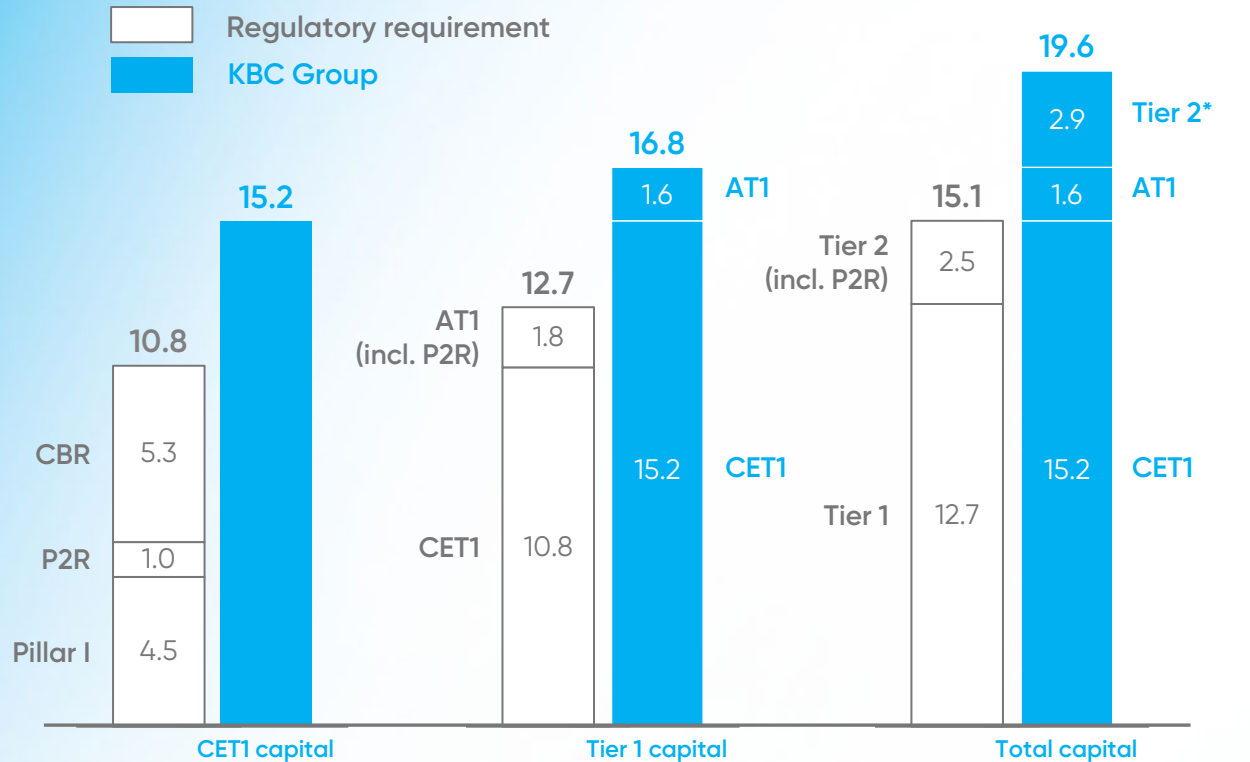 Regulatory requirement
KBC Group
10.8
CBR
5.3
P2R
1.0
Pillar I
4.5
15.2
CET1 capital
12.7
AT1
(incl. P2R)
1.8
CET1
10.8
16.8
1.6
AT1
15.2
CET1
Tier 1 capital
15.1
Tier 2
(incl. P2R)
2.5
Tier 1
12.7
19.6
2.9
Tier 2*
1.6
AT1
15.2
CET1
Total capital